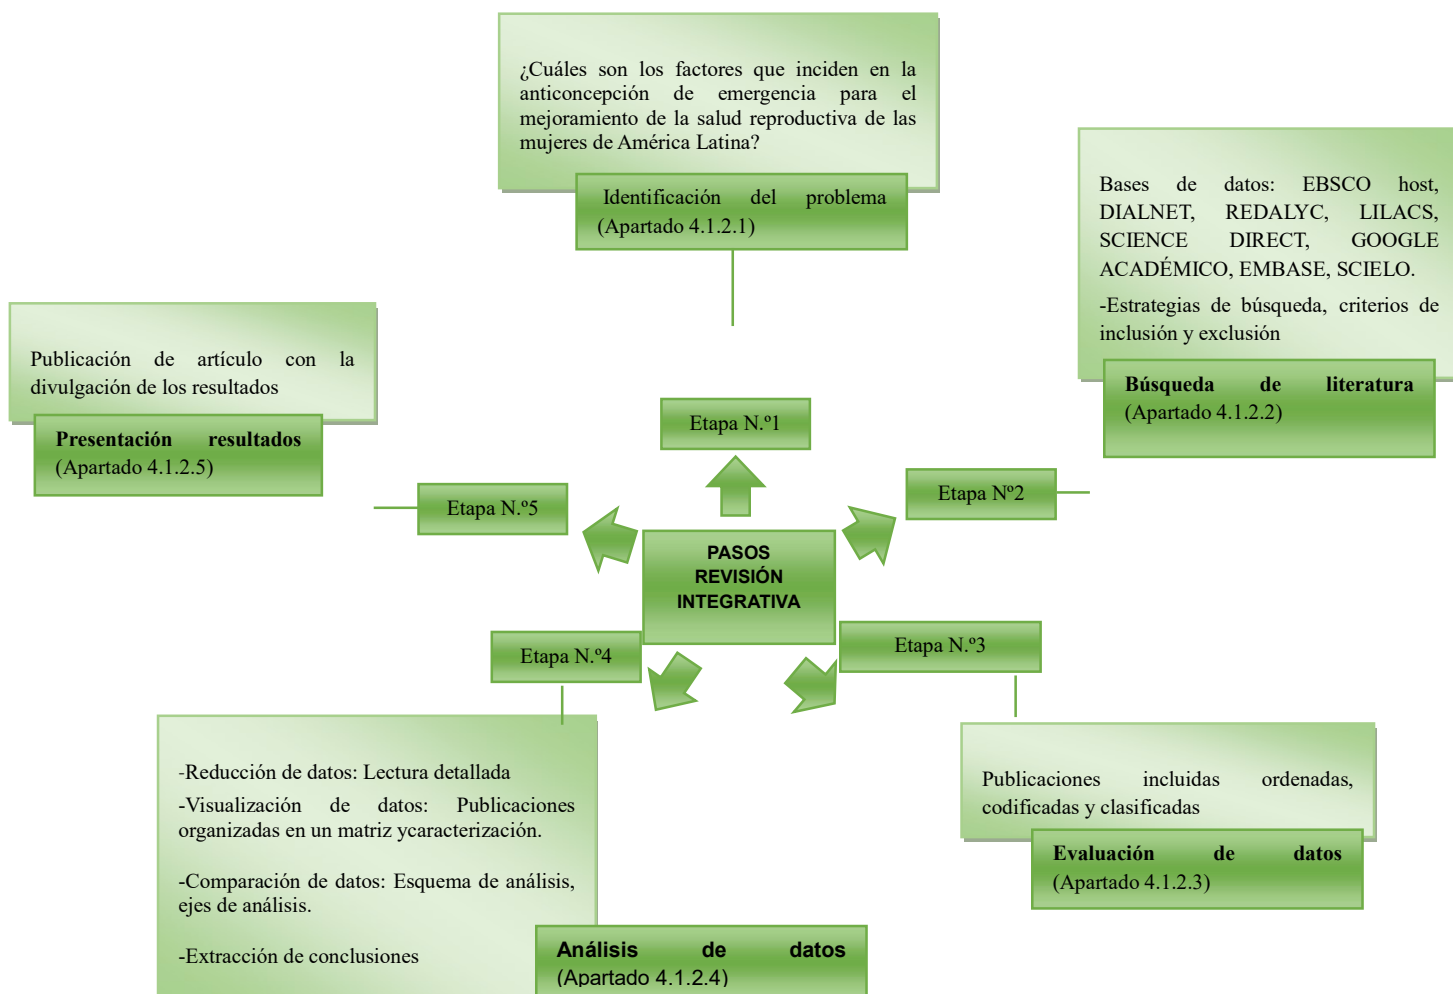 ¿Cuáles son los factores que inciden en la
anticoncepción de emergencia para el
mejoramiento de la salud reproductiva de las
mujeres de América Latina?
Identificación del problema
(Apartado 4.1.2.1)
Etapa N.º1
Bases de datos: EBSCO host,
DIALNET, REDALYC, LILACS,
SCIENCE DIRECT, GOOGLE
ACADÉMICO, EMBASE, SCIELO.
-Estrategias de búsqueda, criterios de
inclusión y exclusión
Búsqueda de literatura
(Apartado 4.1.2.2)
Etapa Nº2
Publicación de artículo con la
divulgación de los resultados
Presentación resultados
(Apartado 4.1.2.5)
Etapa N.º5
PASOS
REVISIÓN
INTEGRATIVA
Etapa N.º4
Etapa N.º3
-Reducción de datos: Lectura detallada
-Visualización de datos: Publicaciones
organizadas en un matriz ycaracterización.
-Comparación de datos: Esquema de análisis,
ejes de análisis.
-Extracción de conclusiones
Análisis de datos
(Apartado 4.1.2.4)
Publicaciones incluidas ordenadas,
codificadas y clasificadas
Evaluación de datos
(Apartado 4.1.2.3)